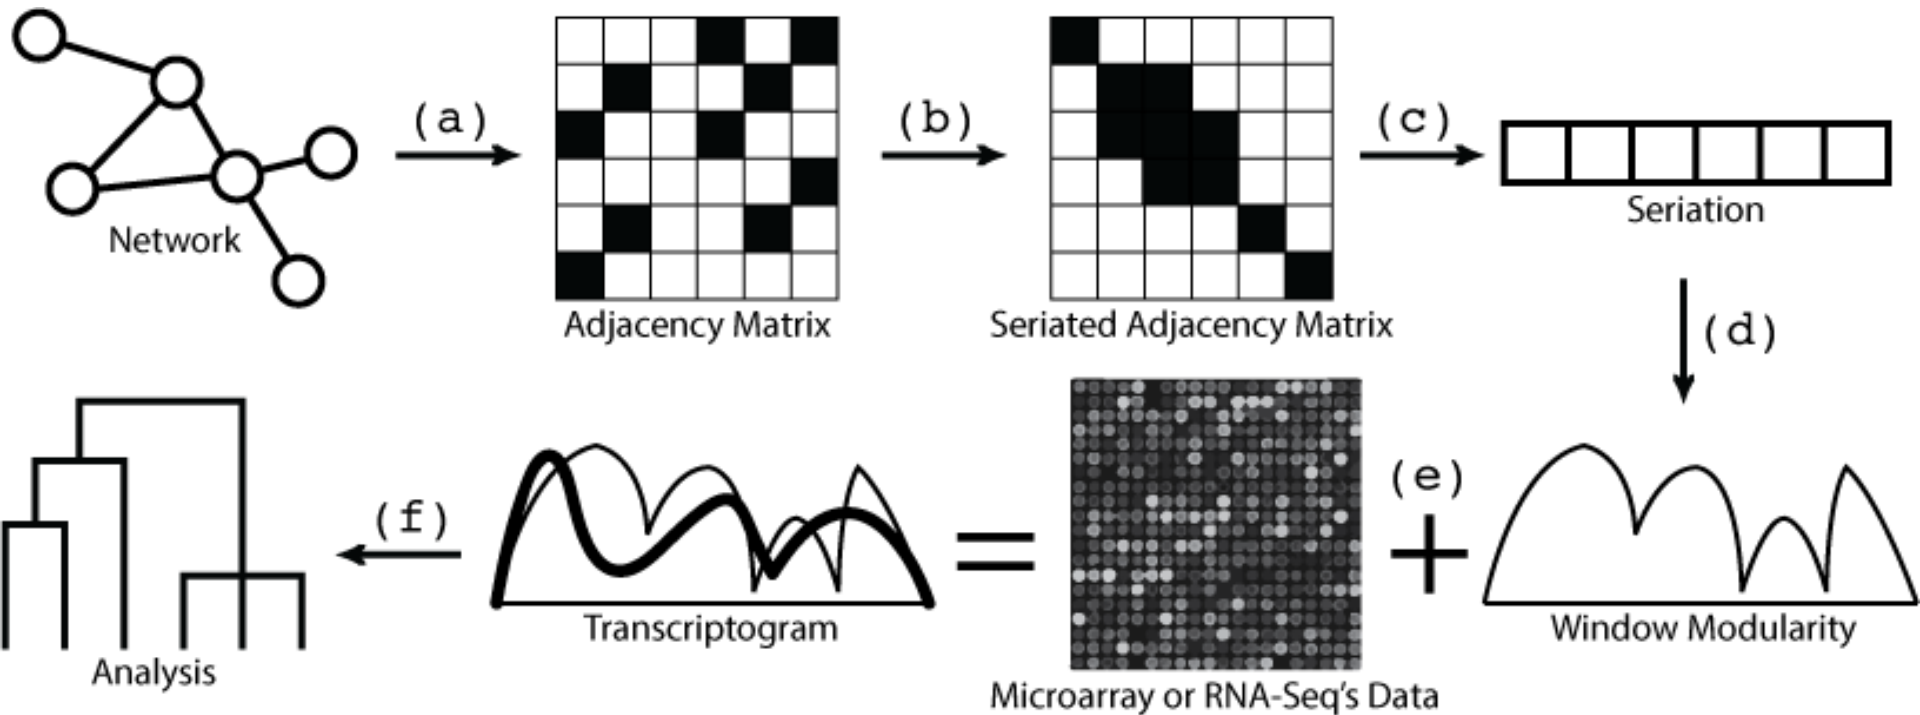 (a)
(b)
(c)
Network
Adjacency Matrix
Seriated Adjacency Matrix
Seriation
(d)
(e)
(f)
Window Modularity
Microarray or RNA-Seq's Data
Transcriptogram
Analysis